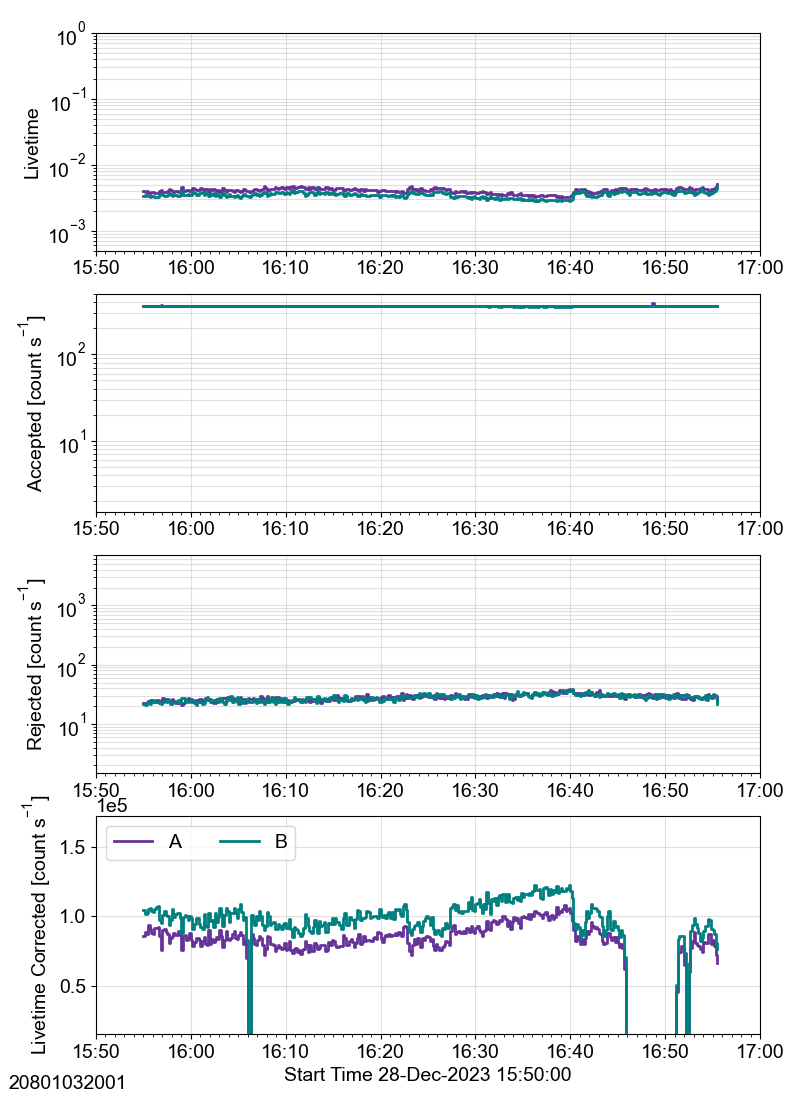 10^0
10^−1
10^−2
10^−3
Livetime
15:50 16:00 16:10 16:20 16:30 16:40 16:50 17:00
10^2
10^1
Accepted [count s^−1]
15:50 16:00 16:10 16:20 16:30 16:40 16:50 17:00
10^3
10^2
10^1
Rejected [count s^−1]
15:50 16:00 16:10 16:20 16:30 16:40 16:50 17:00
1e5
A B
1.5
1.0
0.5
Livetime Corrected [count s^−1]
15:50 16:00 16:10 16:20 16:30 16:40 16:50 17:00
Start Time 28-Dec-2023 15:50:00
20801032001